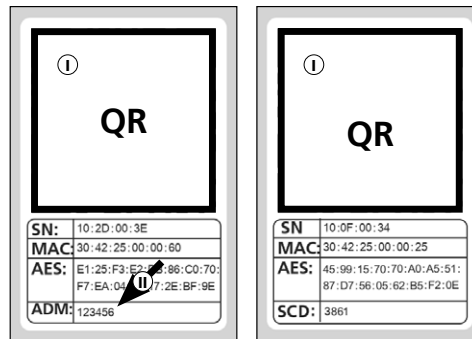 I
QR
SN: 10:2D:00:3E
MAC: 30:42:25:00:00:60
AES: E1:25:F3:E2: :86:C0:70:
F7:EA:04 7:2E:BF:9E
II
ADM: 123456
I
QR
SN 10:0F:00:34
MAC: 30:42:25:00:00:25
AES: 45:99:15:70:70:A0:A5:51:
87:D7:56:05:62:B5:F2:0E
SCD: 3861